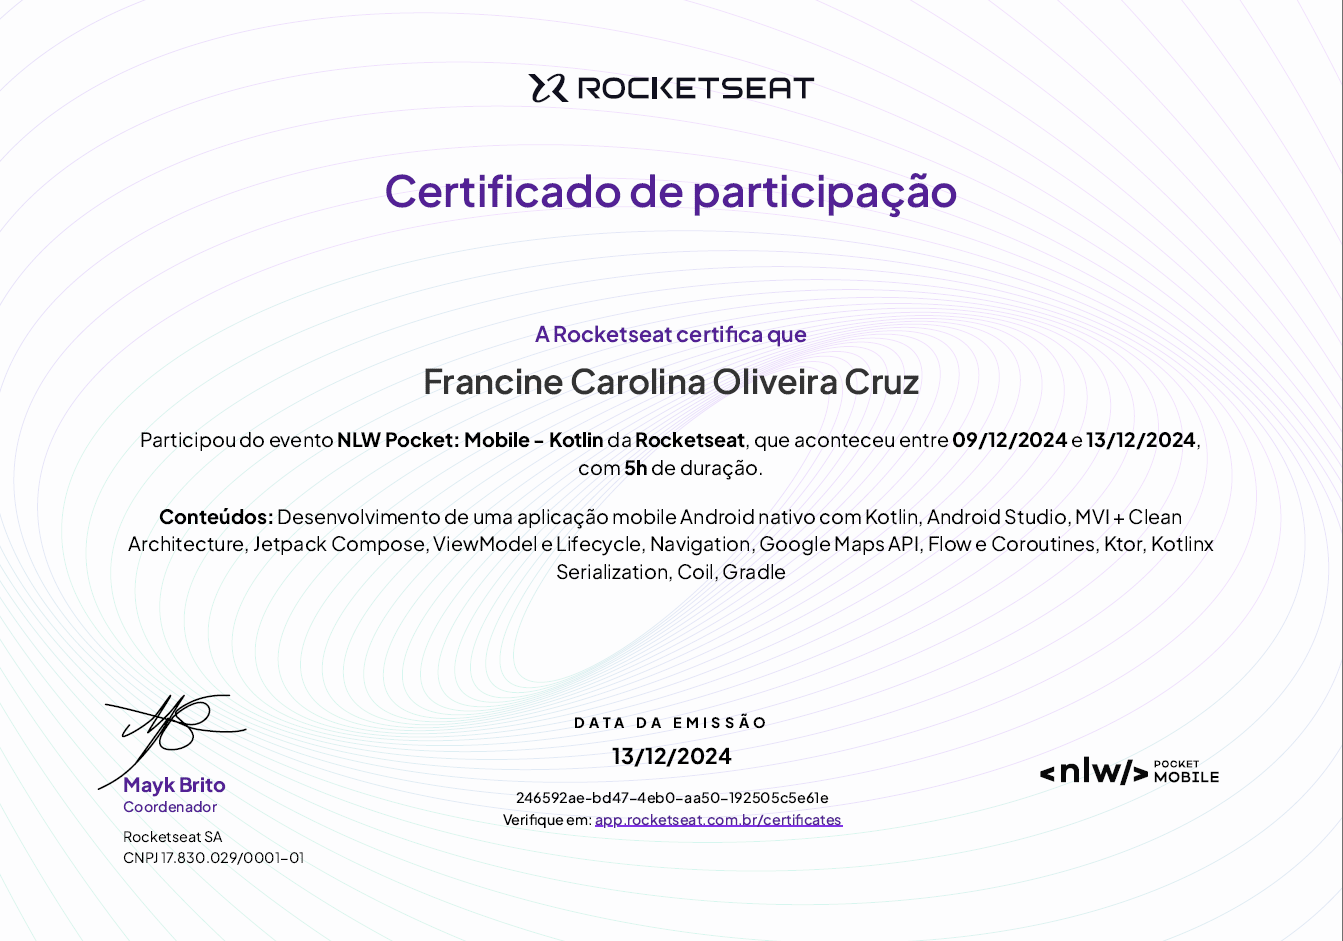 ROCKETSEAT
Certificado de participação
A Rocketseat certifica que
Francine Carolina Oliveira Cruz
Participou do evento NLW Pocket: Mobile - Kotlin da Rocketseat, que aconteceu entre 09/12/2024 e 13/12/2024,
com 5h de duração.
Conteúdos: Desenvolvimento de uma aplicação mobile Android nativo com Kotlin, Android Studio, MVI + Clean
Architecture, Jetpack Compose, ViewModel e Lifecycle, Navigation, Google Maps API, Flow e Coroutines, Ktor, Kotlinx
Serialization, Coil, Gradle
Mayk Brito
Coordenador
Rocketseat SA
CNPJ 17.830.029/0001-01
DATA DA EMISSÃO
13/12/2024
246592ae-bd47-4eb0-aa50-192505c5e61e
Verifique em: app.rocketseat.com.br/certificates
<nlw/> POCKET
MOBILE